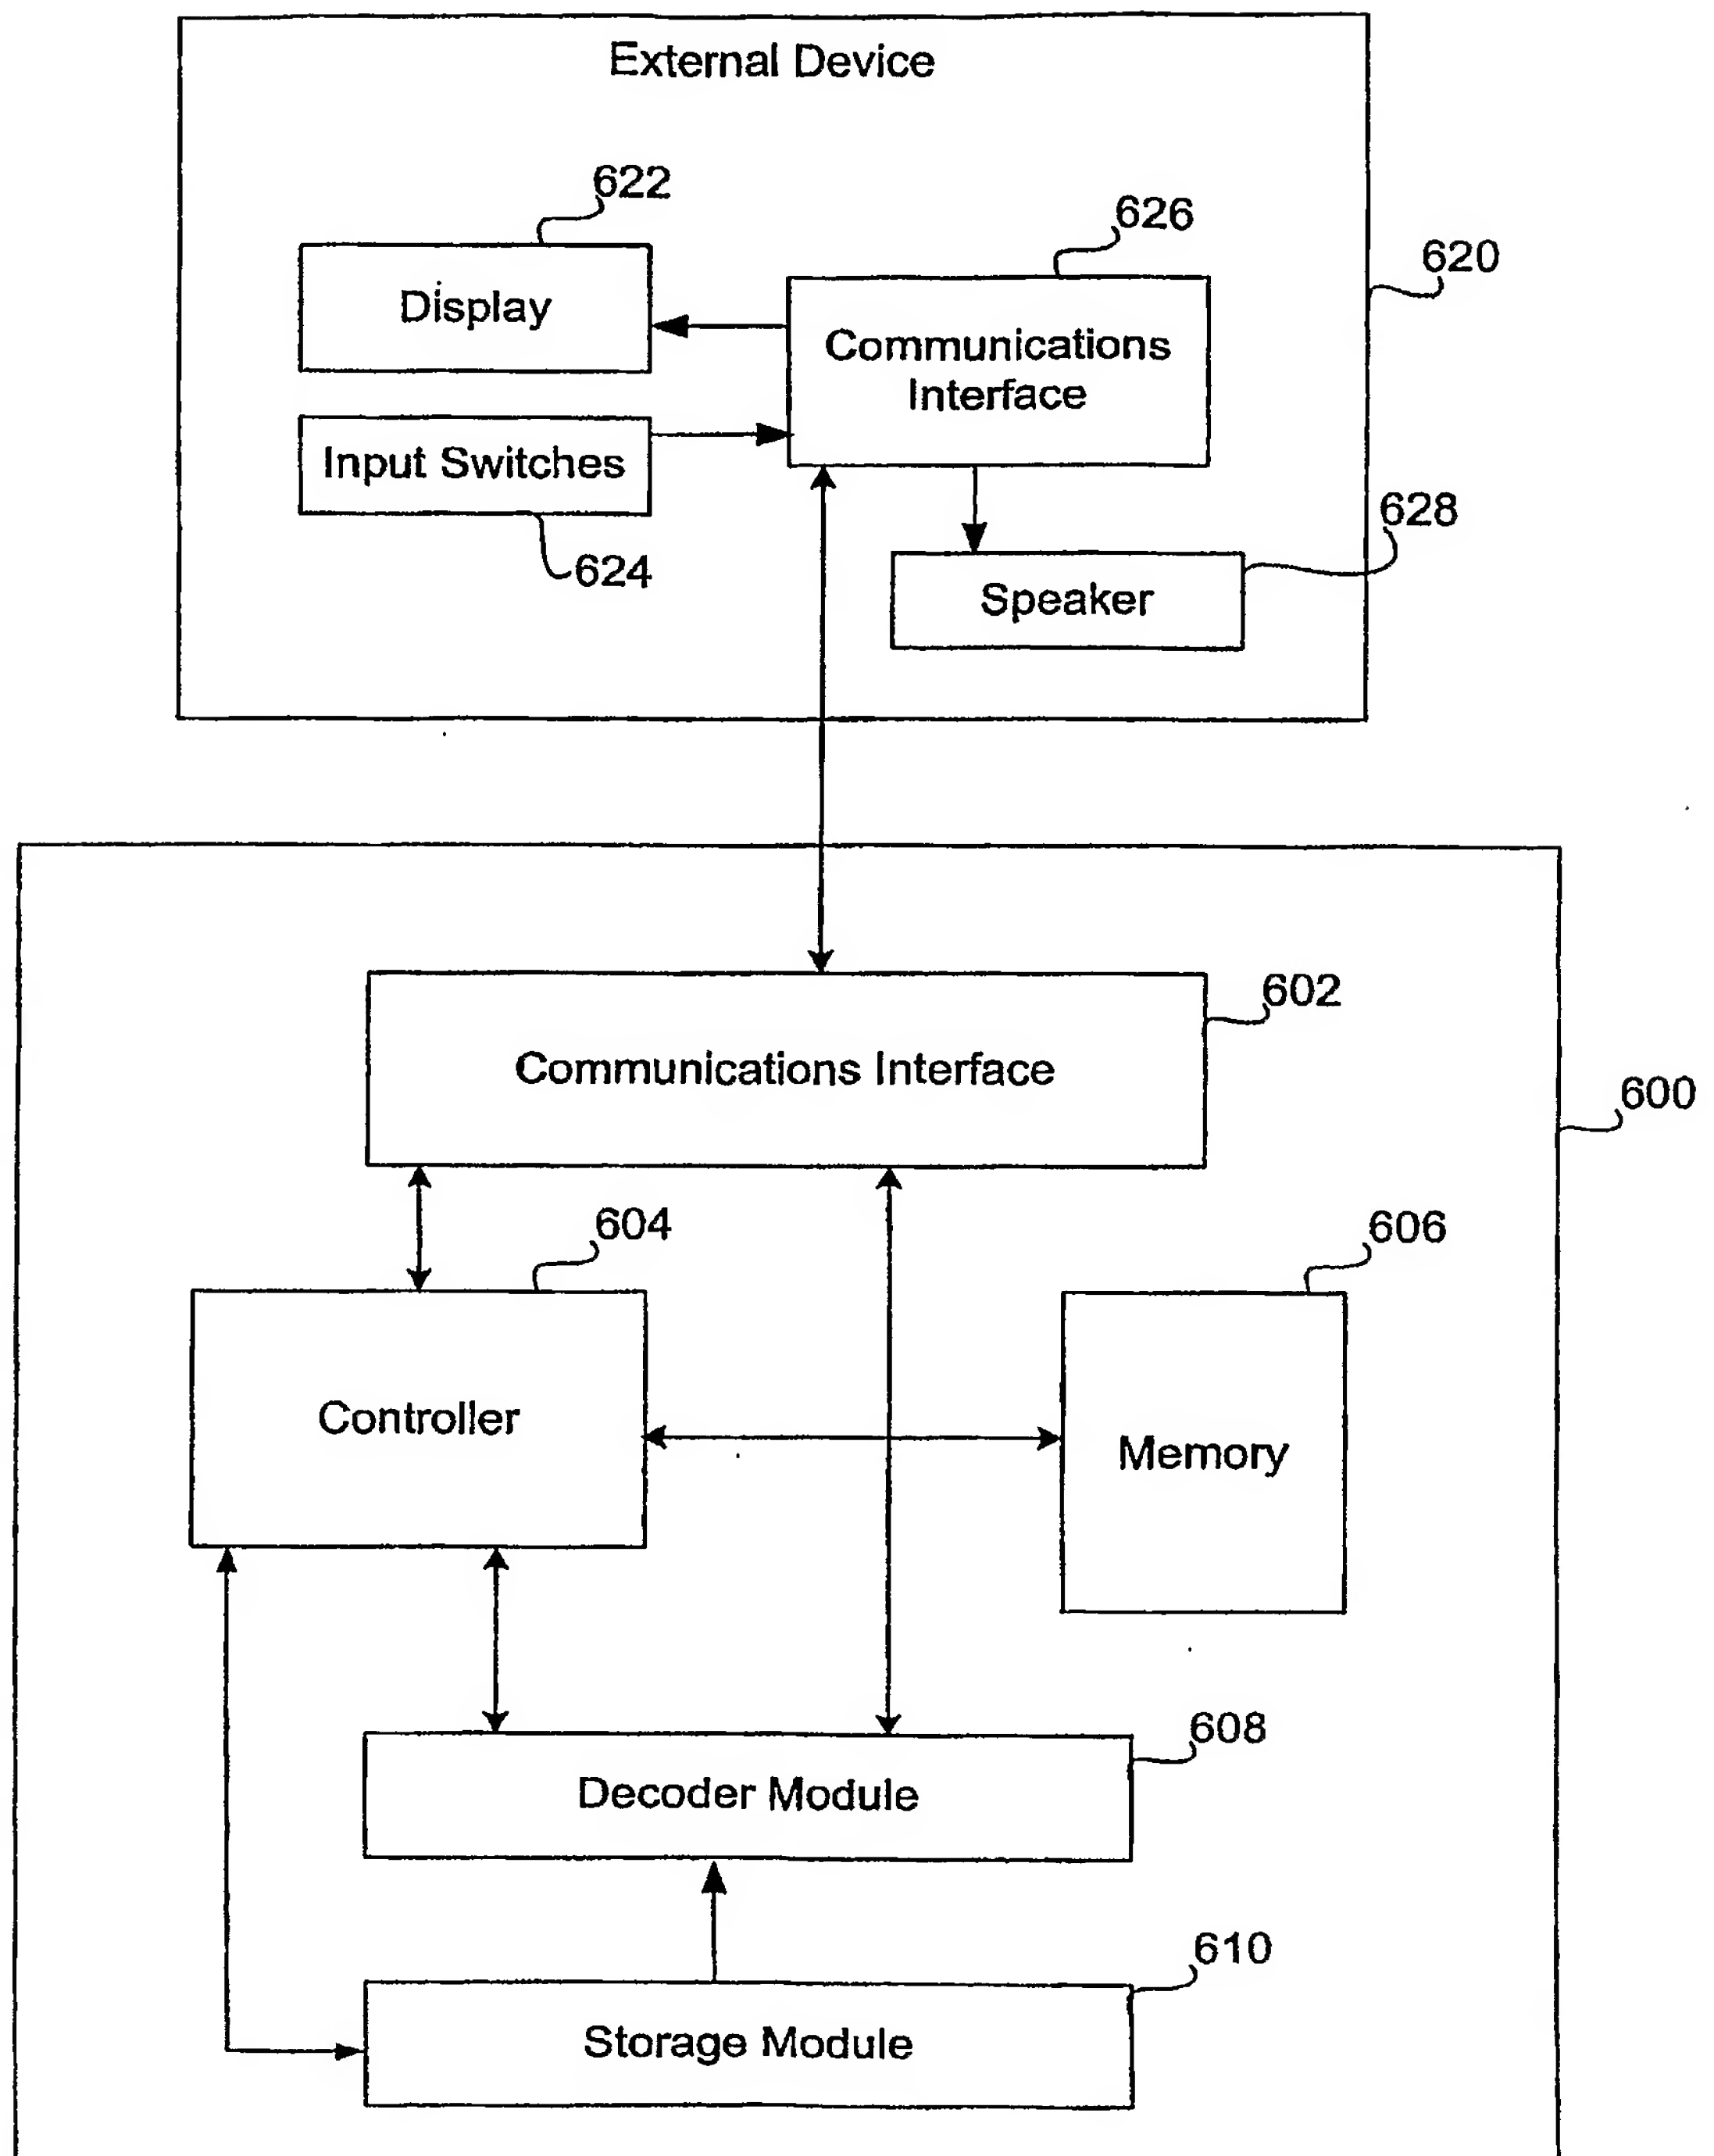 External Device
622
626
620
Display
Communications
Interface
Input Switches
628
624
Speaker
602
Communications Interface
600
604
606
Controller
Memory
608
Decoder Module
610
Storage Module